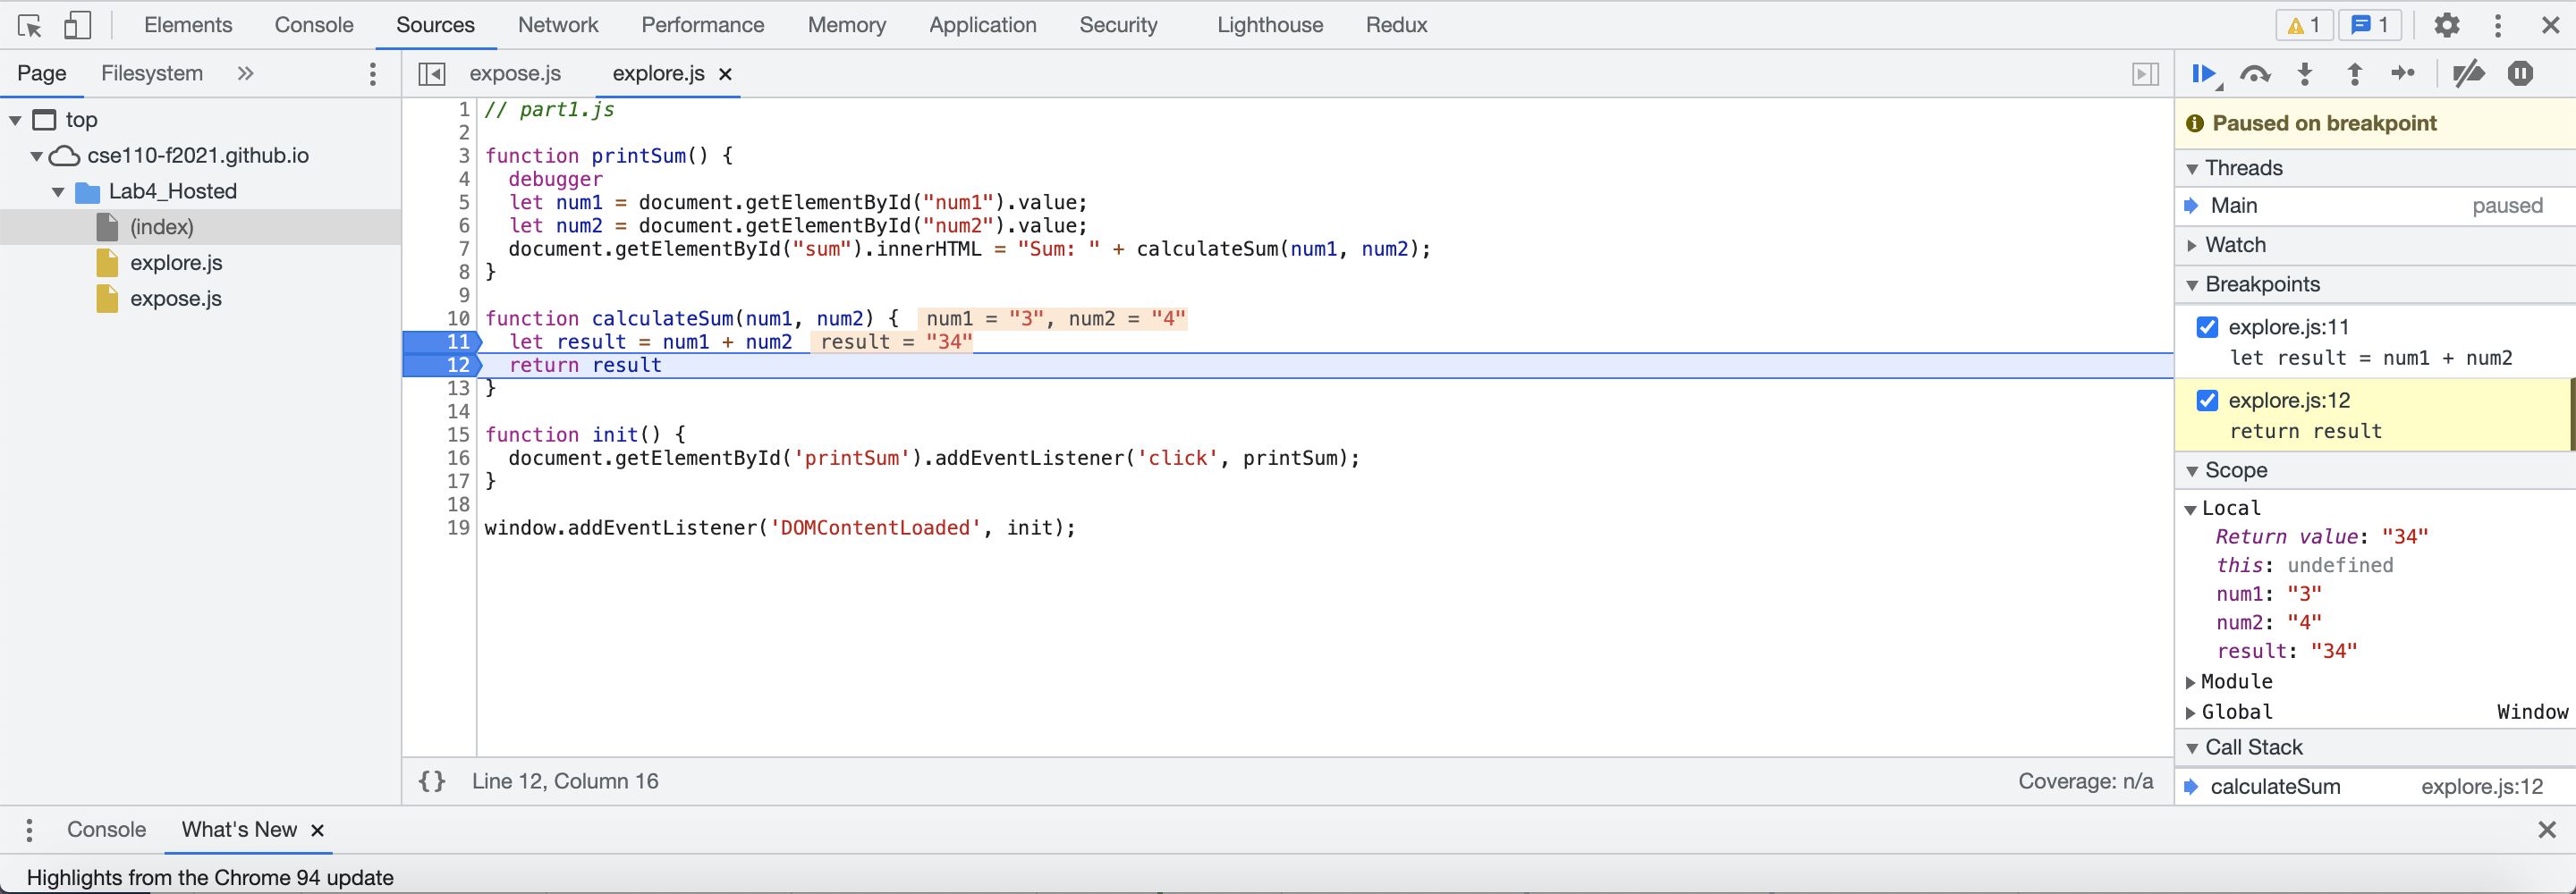 Elements Console Sources Network Performance Memory Application Security Lighthouse Redux 1 1
Page Filesystem
top
cse110-f2021.github.io
Lab4_Hosted
(index)
explore.js
expose.js
expose.js explore.js
1 // part1.js
2
3 function printSum() {
4 debugger
5 let num1 = document.getElementById("num1").value;
6 let num2 = document.getElementById("num2").value;
7 document.getElementById("sum").innerHTML = "Sum: " + calculateSum(num1, num2);
8 }
9
10 function calculateSum(num1, num2) { num1 = "3", num2 = "4"
11 let result = num1 + num2 result = "34"
12 return result
13 }
14
15 function init() {
16 document.getElementById('printSum').addEventListener('click', printSum);
17 }
18
19 window.addEventListener('DOMContentLoaded', init);
{} Line 12, Column 16 Coverage: n/a
Paused on breakpoint
Threads
Main paused
Watch
Breakpoints
explore.js:11
let result = num1 + num2
explore.js:12
return result
Scope
Local
Return value: "34"
this: undefined
num1: "3"
num2: "4"
result: "34"
Module
Global Window
Call Stack
calculateSum explore.js:12
Console What's New
Highlights from the Chrome 94 update